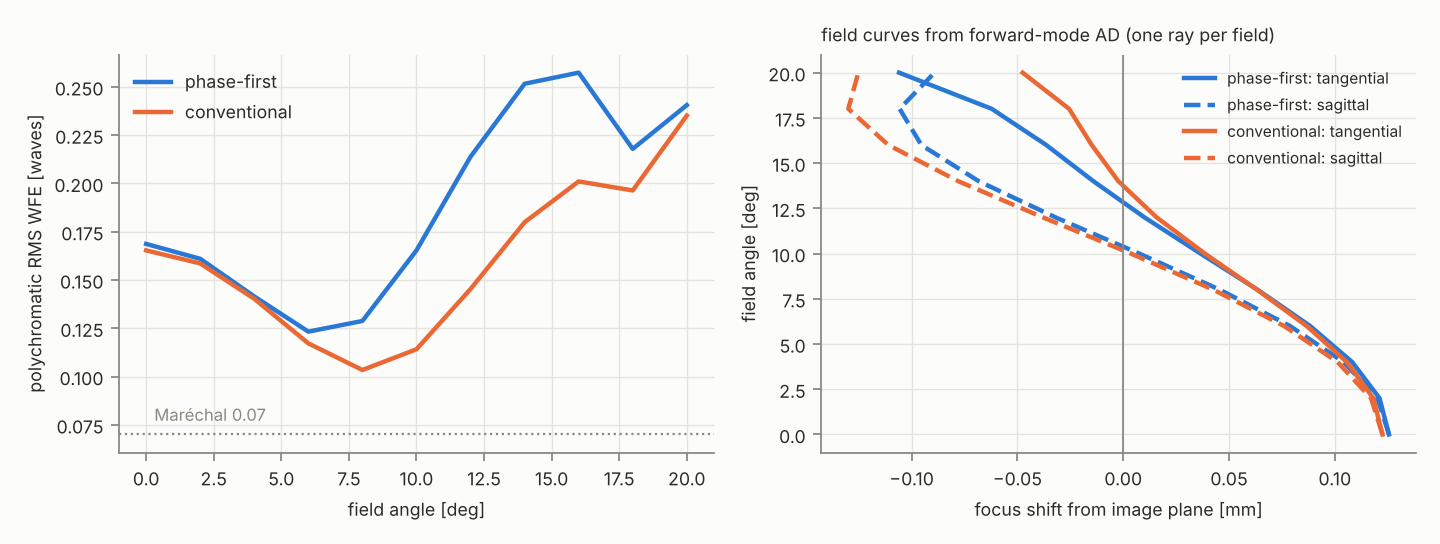 phase-first
conventional
polychromatic RMS WFE [waves]
0.250
0.225
0.200
0.175
0.150
0.125
0.100
0.075
Maréchal 0.07
0.0
2.5
5.0
7.5
10.0
12.5
15.0
17.5
20.0
field angle [deg]
field curves from forward-mode AD (one ray per field)
phase-first: tangential
phase-first: sagittal
conventional: tangential
conventional: sagittal
field angle [deg]
20.0
17.5
15.0
12.5
10.0
7.5
5.0
2.5
0.0
−0.10
−0.05
0.00
0.05
0.10
focus shift from image plane [mm]